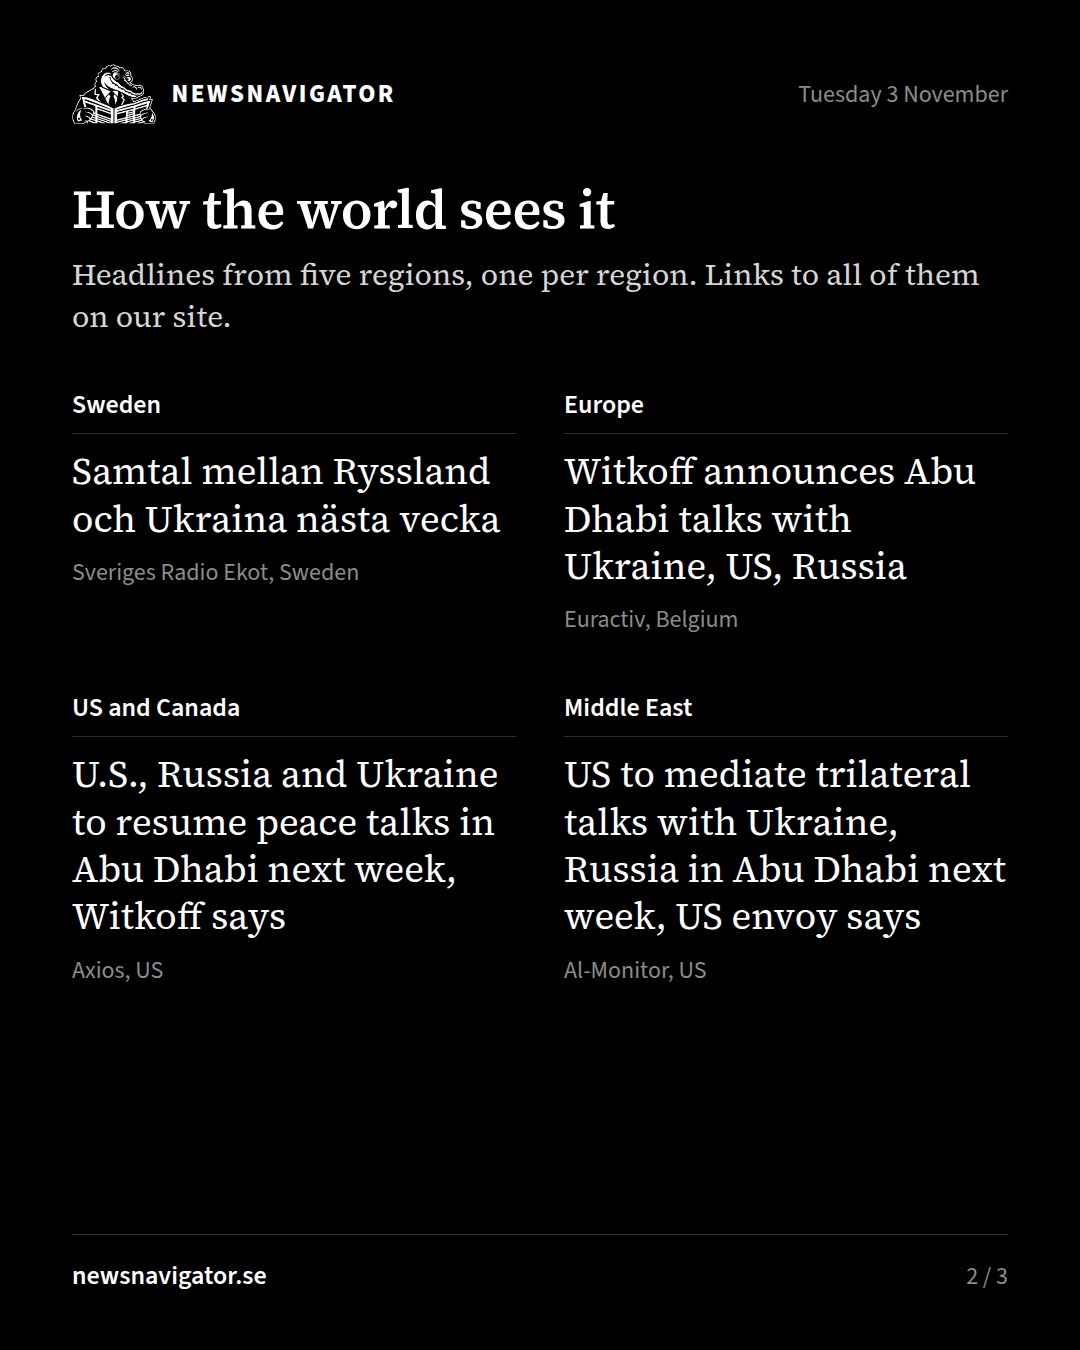 NEWSNAVIGATOR
Tuesday 3 November
How the world sees it
Headlines from five regions, one per region. Links to all of them
on our site.
Sweden
Samtal mellan Ryssland
och Ukraina nästa vecka
Sveriges Radio Ekot, Sweden
Europe
Witkoff announces Abu
Dhabi talks with
Ukraine, US, Russia
Euractiv, Belgium
US and Canada
U.S., Russia and Ukraine
to resume peace talks in
Abu Dhabi next week,
Witkoff says
Axios, US
Middle East
US to mediate trilateral
talks with Ukraine,
Russia in Abu Dhabi next
week, US envoy says
Al-Monitor, US
newsnavigator.se
2 / 3